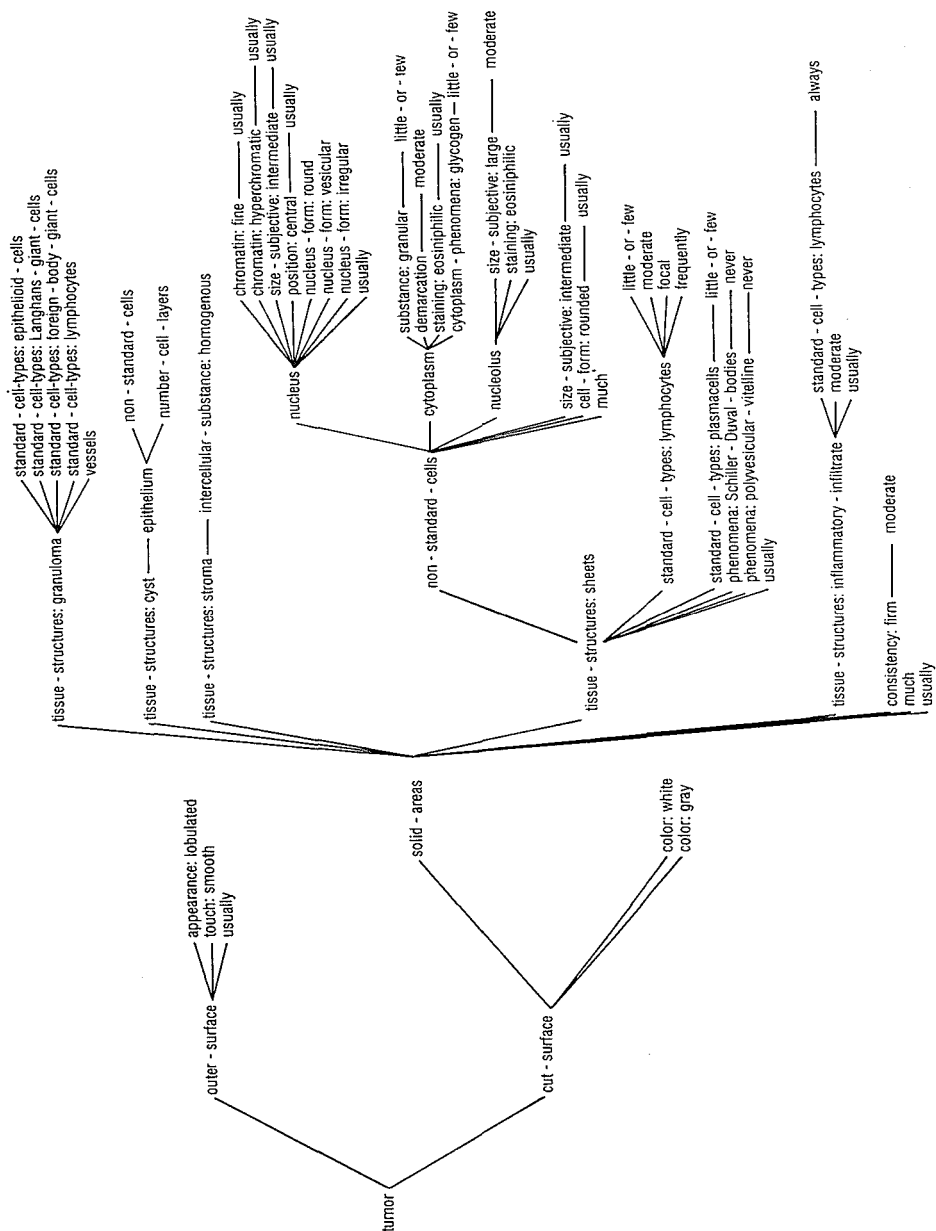 tumor
outer - surface
appearance: lobulated
touch: smooth
usually
cut - surface
solid - areas
tissue - structures: granuloma
standard - cell-types: epithelioid - cells
standard - cell-types: Langhans - giant - cells
standard - cell-types: foreign - body - giant - cells
standard - cell-types: lymphocytes
vessels
tissue - structures: cyst
epithelium
non - standard - cells
number - cell - layers
tissue - structures: stroma
intercellular - substance: homogenous
tissue - structures: sheets
non - standard - cells
nucleus
chromatin: fine usually
chromatin: hyperchromatic usually
size - subjective: intermediate usually
position: central usually
nucleus - form: round
nucleus - form: vesicular
nucleus - form: irregular
usually
cytoplasm
substance: granular little - or - few
demarcation moderate
staining: eosiniphilic usually
cytoplasm - phenomena: glycogen little - or - few
nucleolus
size - subjective: large moderate
staining: eosiniphilic
usually
size - subjective: intermediate usually
cell - form: rounded usually
much
standard - cell - types: lymphocytes
little - or - few
moderate
focal
frequently
standard - cell - types: plasmacells little - or - few
phenomena: Schiller - Duval - bodies never
phenomena: polyvesicular - vitelline never
usually
tissue - structures: inflammatory - infiltrate
standard - cell - types: lymphocytes always
moderate
usually
consistency: firm moderate
much
usually
color: white
color: gray